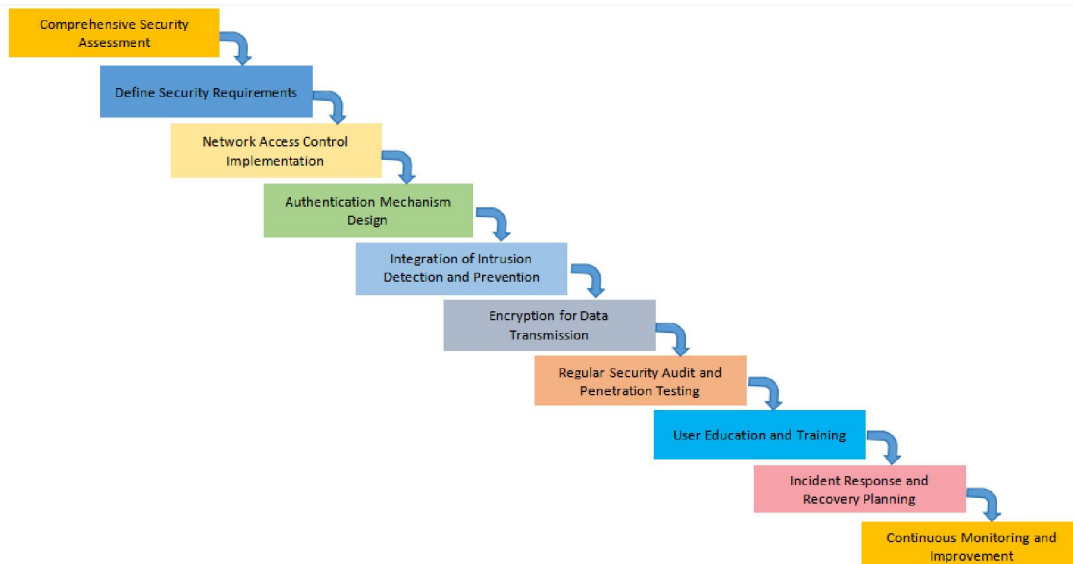 Comprehensive Security
Assessment
Define Security Requirements
Network Access Control
Implementation
Authentication Mechanism
Design
Integration of Intrusion
Detection and Prevention
Encryption for Data
Transmission
Regular Security Audit and
Penetration Testing
User Education and Training
Incident Response and
Recovery Planning
Continuous Monitoring and
Improvement